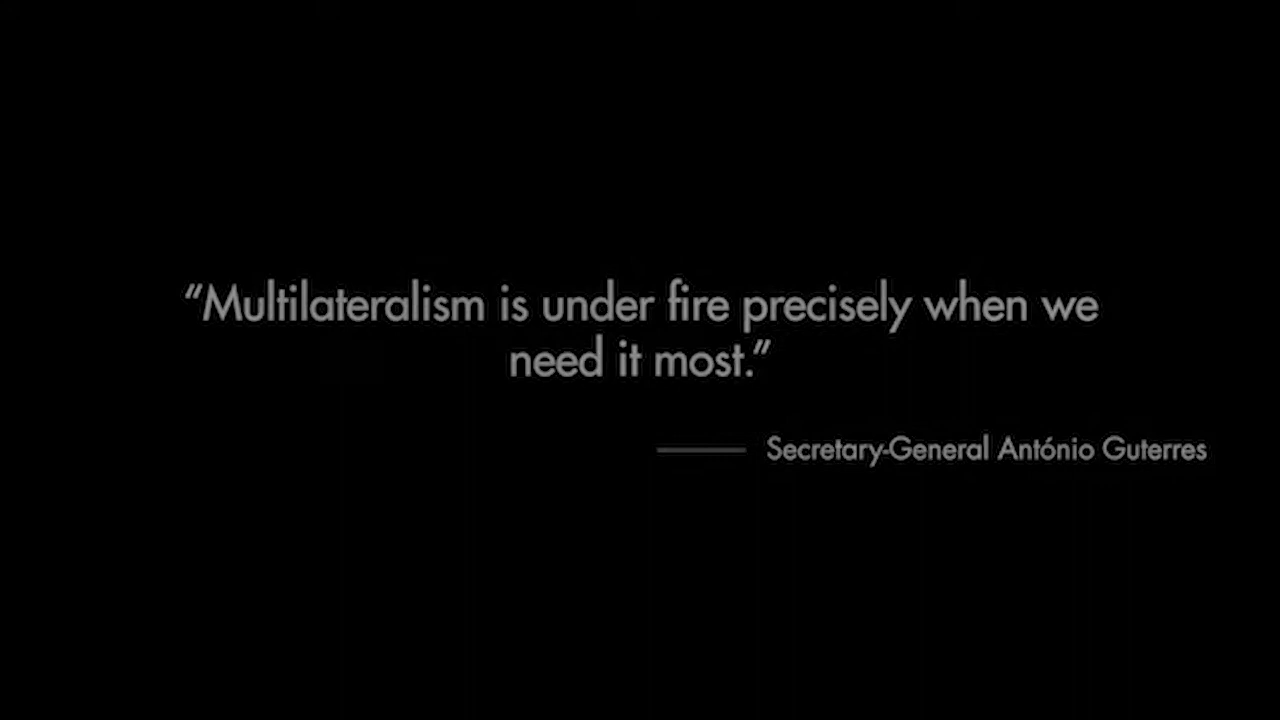 “Multilateralism is under fire precisely when we
need it most.”
Secretary-General António Guterres